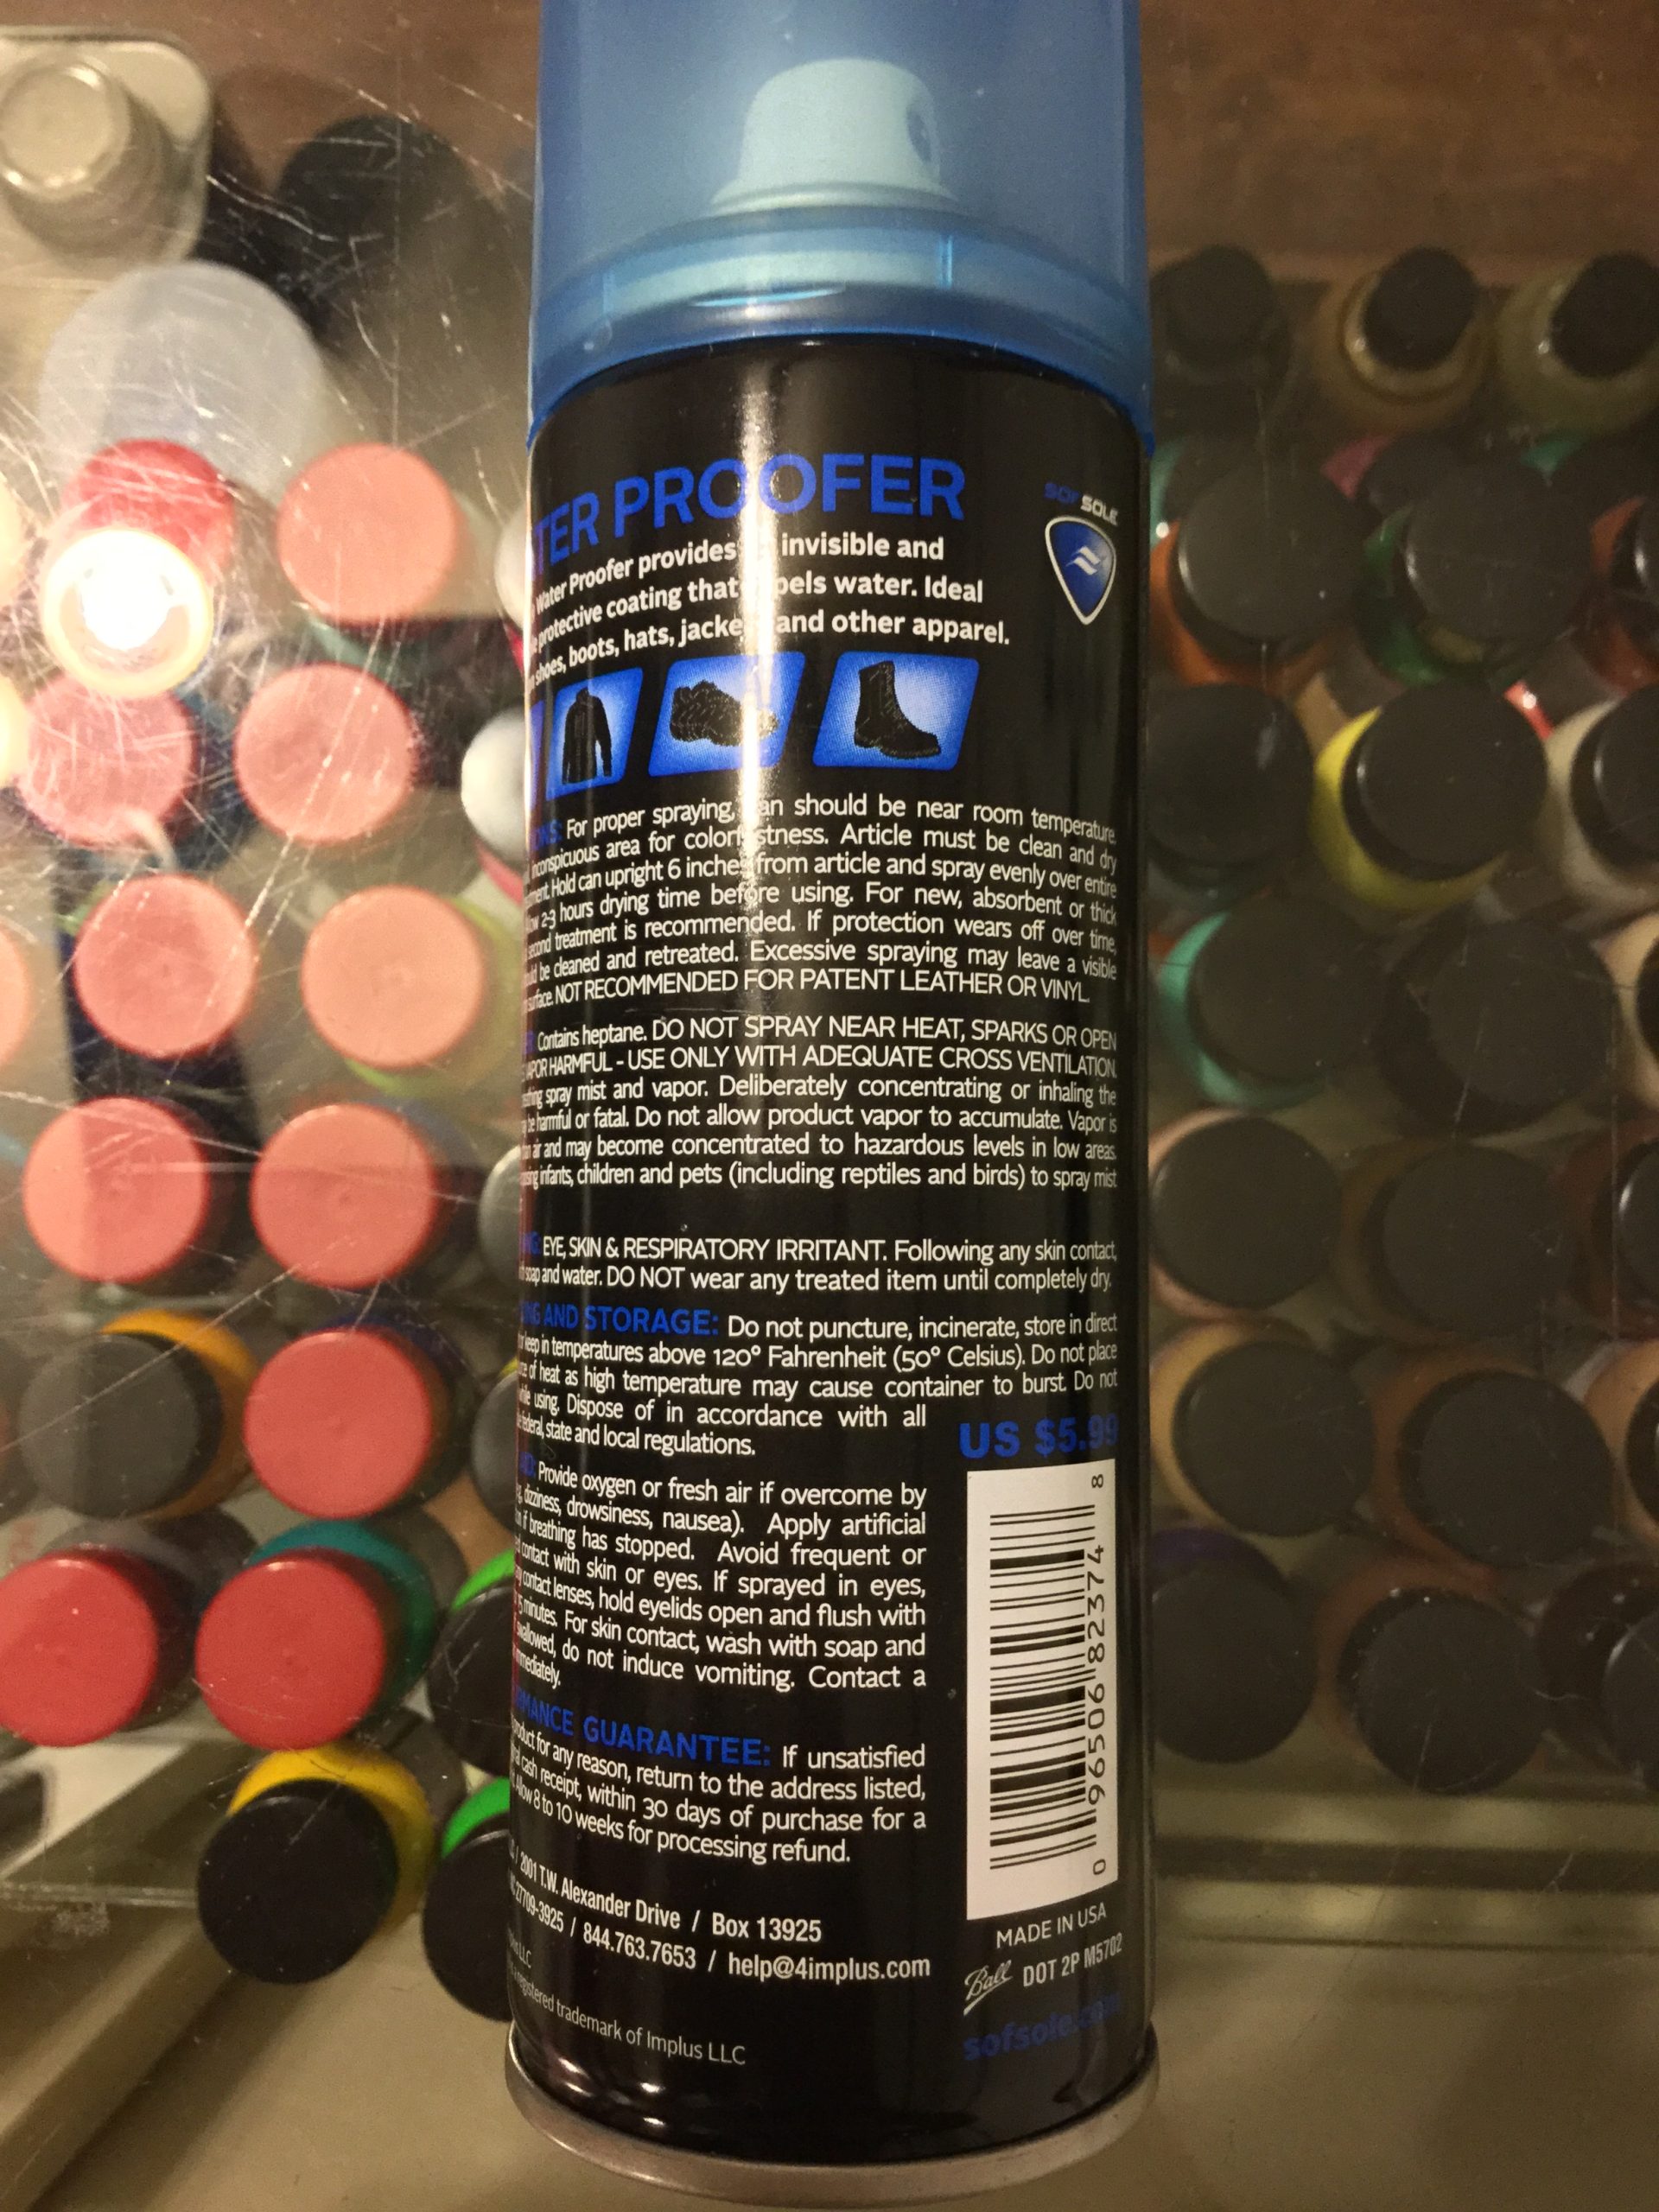 PROOFER
SOF SOLE
Water Proofer provides invisible and
protective coating that water. Ideal
shoes, boots, hats, and other apparel.
For proper spraying, should be near room temperature.
inconspicuous area for Article must be clean and dry
Hold can upright 6 inches from article and spray evenly over entire
2-3 hours drying time before using. For new, absorbent or thick
second treatment is recommended. If protection wears off over time,
be cleaned and retreated. Excessive spraying may leave a visible
surface. NOT RECOMMENDED FOR PATENT LEATHER OR VINYL.
Contains heptane. DO NOT SPRAY NEAR HEAT, SPARKS OR OPEN
HARMFUL - USE ONLY WITH ADEQUATE CROSS VENTILATION.
spray mist and vapor. Deliberately concentrating or inhaling the
be harmful or fatal. Do not allow product vapor to accumulate. Vapor is
air and may become concentrated to hazardous levels in low areas.
infants, children and pets (including reptiles and birds) to spray mist
EYE, SKIN & RESPIRATORY IRRITANT. Following any skin contact,
soap and water. DO NOT wear any treated item until completely dry.
AND STORAGE: Do not puncture, incinerate, store in direct
keep in temperatures above 120° Fahrenheit (50° Celsius). Do not place
of heat as high temperature may cause container to burst. Do not
while using. Dispose of in accordance with all
federal, state and local regulations.
US $5.99
Provide oxygen or fresh air if overcome by
dizziness, drowsiness, nausea). Apply artificial
if breathing has stopped. Avoid frequent or
contact with skin or eyes. If sprayed in eyes,
contact lenses, hold eyelids open and flush with
15 minutes. For skin contact, wash with soap and
swallowed, do not induce vomiting. Contact a
immediately.
GUARANTEE: If unsatisfied
product for any reason, return to the address listed,
cash receipt, within 30 days of purchase for a
Allow 8 to 10 weeks for processing refund.
2001 T.W. Alexander Drive / Box 13925
27709-3925 / 844.763.7653 / help@4implus.com
registered trademark of Implus LLC
0 96506 82374 8
MADE IN USA
Ball DOT 2P M5702
sofsole.com